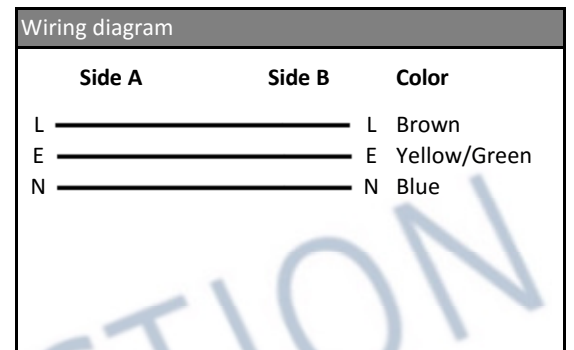 Wiring diagram
Side A Side B Color
L L Brown
E E Yellow/Green
N N Blue